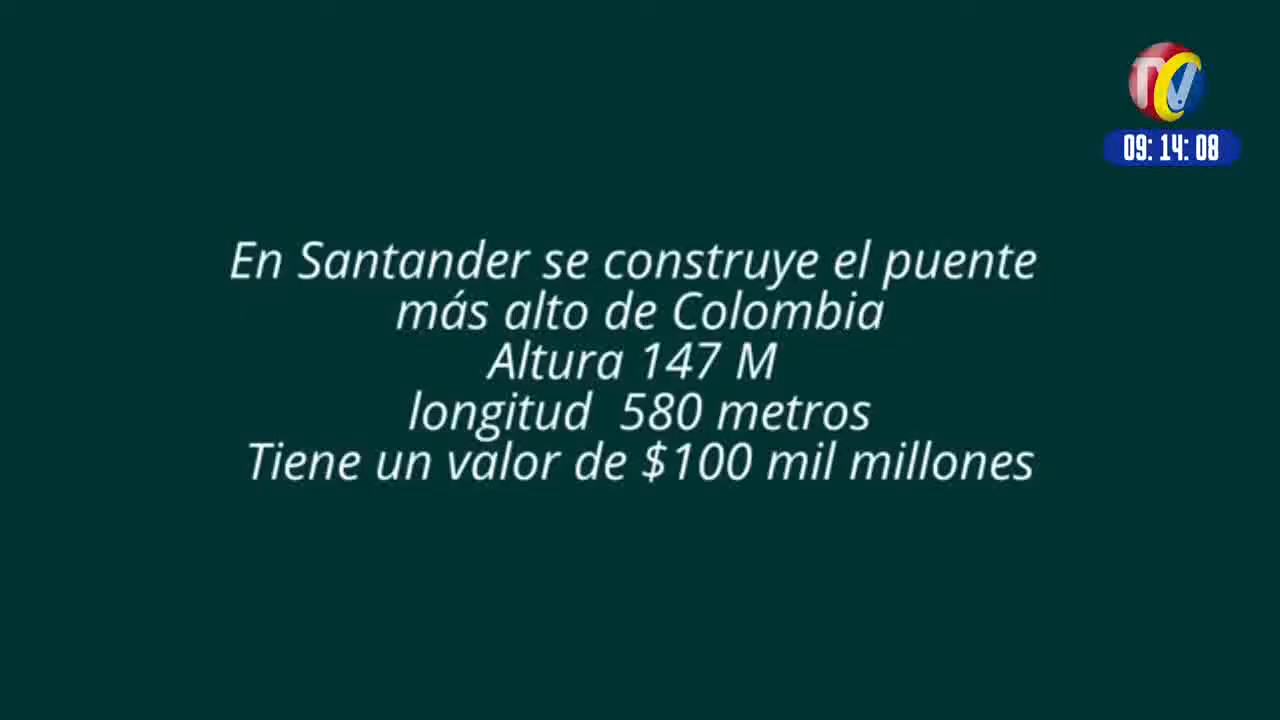 09: 14: 08
En Santander se construye el puente
más alto de Colombia
Altura 147 M
longitud 580 metros
Tiene un valor de $100 mil millones